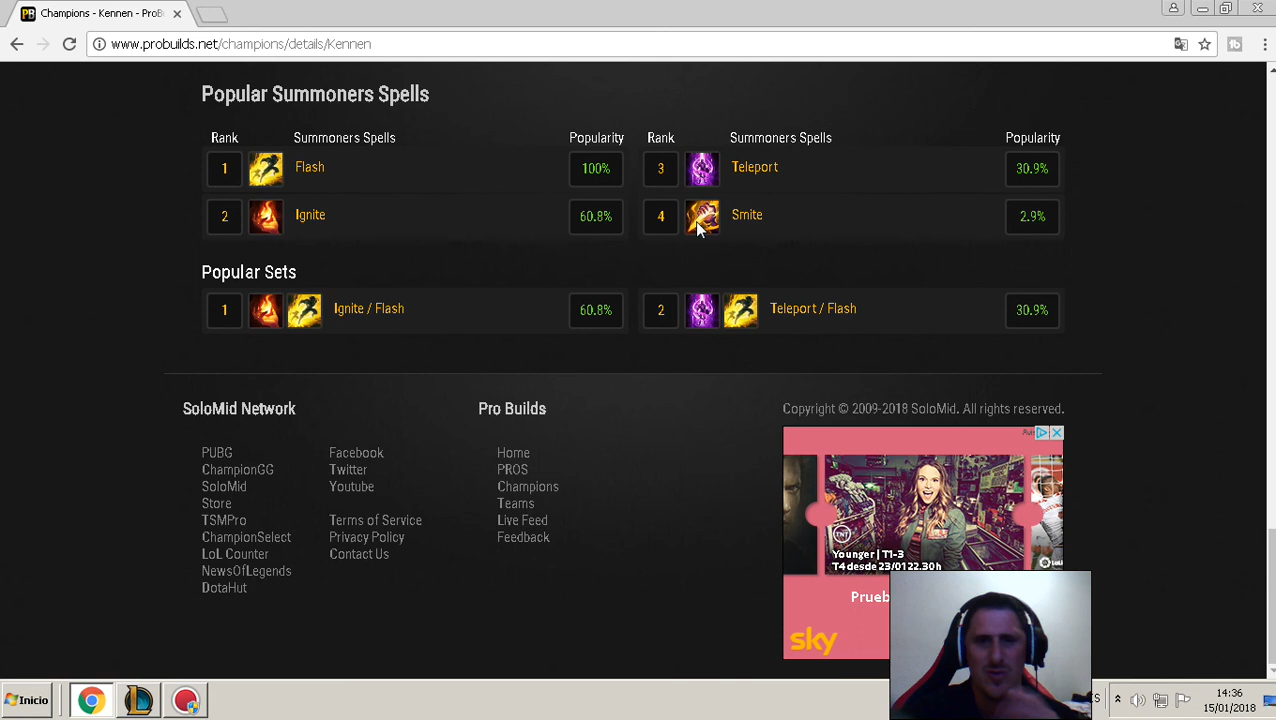 Champions - Kennen - ProB
www.probuilds.net/champions/details/Kennen
Popular Summoners Spells
Rank Summoners Spells Popularity Rank Summoners Spells Popularity
1 Flash 100% 3 Teleport 30.9%
2 Ignite 60.8% 4 Smite 2.9%
Popular Sets
1 Ignite / Flash 60.8% 2 Teleport / Flash 30.9%
SoloMid Network
PUBG
ChampionGG
SoloMid
Store
TSMPro
ChampionSelect
LoL Counter
NewsOfLegends
DotaHut
Facebook
Twitter
Youtube
Terms of Service
Privacy Policy
Contact Us
Pro Builds
Home
PROS
Champions
Teams
Live Feed
Feedback
Copyright © 2009-2018 SoloMid. All rights reserved.
TNT
Younger | T1-3
T4 desde 23/01 22.30h
Prueb
sky
Inicio
ES
14:36
15/01/2018